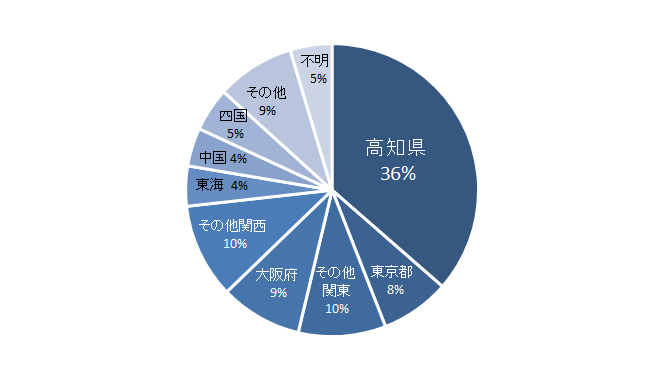 高知県
36%
東京都
8%
その他
関東
10%
大阪府
9%
その他関西
10%
東海 4%
中国 4%
四国
5%
その他
9%
不明
5%